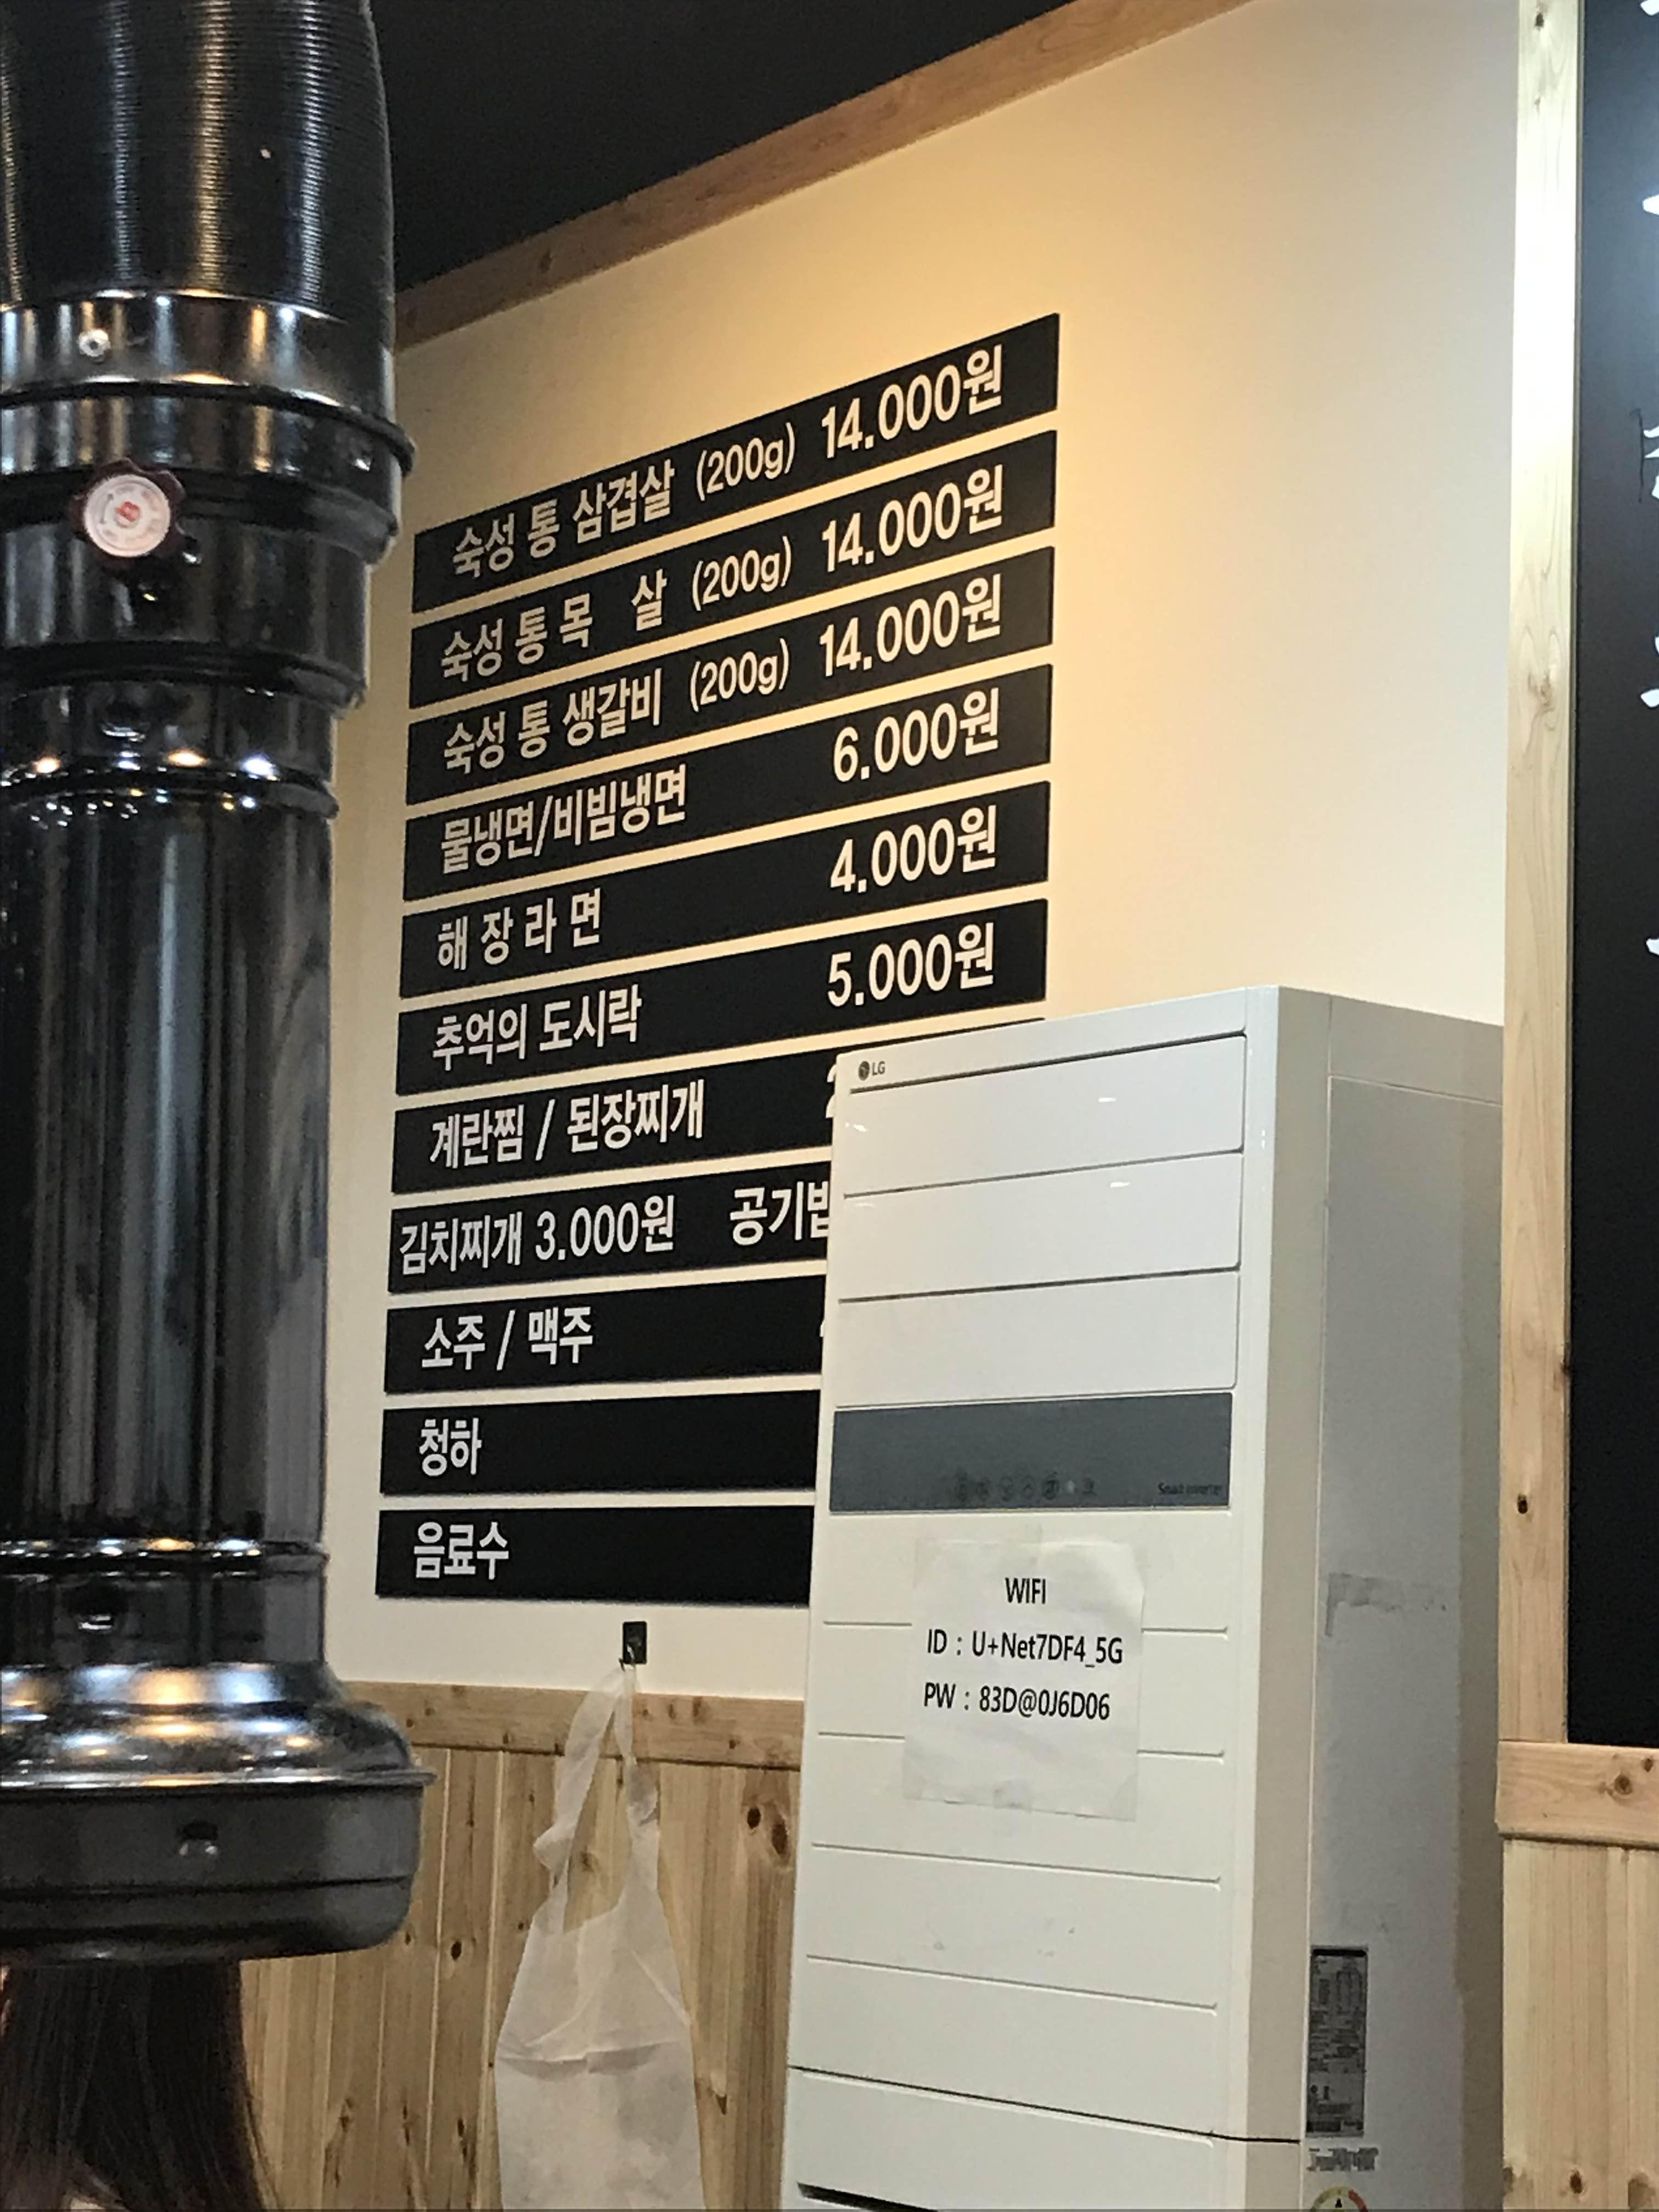 숙성 통 삼겹살 (200g) 14.000원
숙성 통 목 살 (200g) 14.000원
숙성 통 생갈비 (200g) 14.000원
물냉면/비빔냉면 6.000원
해 장 라 면 4.000원
추억의 도시락 5.000원
계란찜 / 된장찌개
김치찌개 3.000원 공기밥
소주 / 맥주
청하
음료수
LG
Smart Inverter
WIFI
ID : U+Net7DF4_5G
PW : 83D@0J6D06